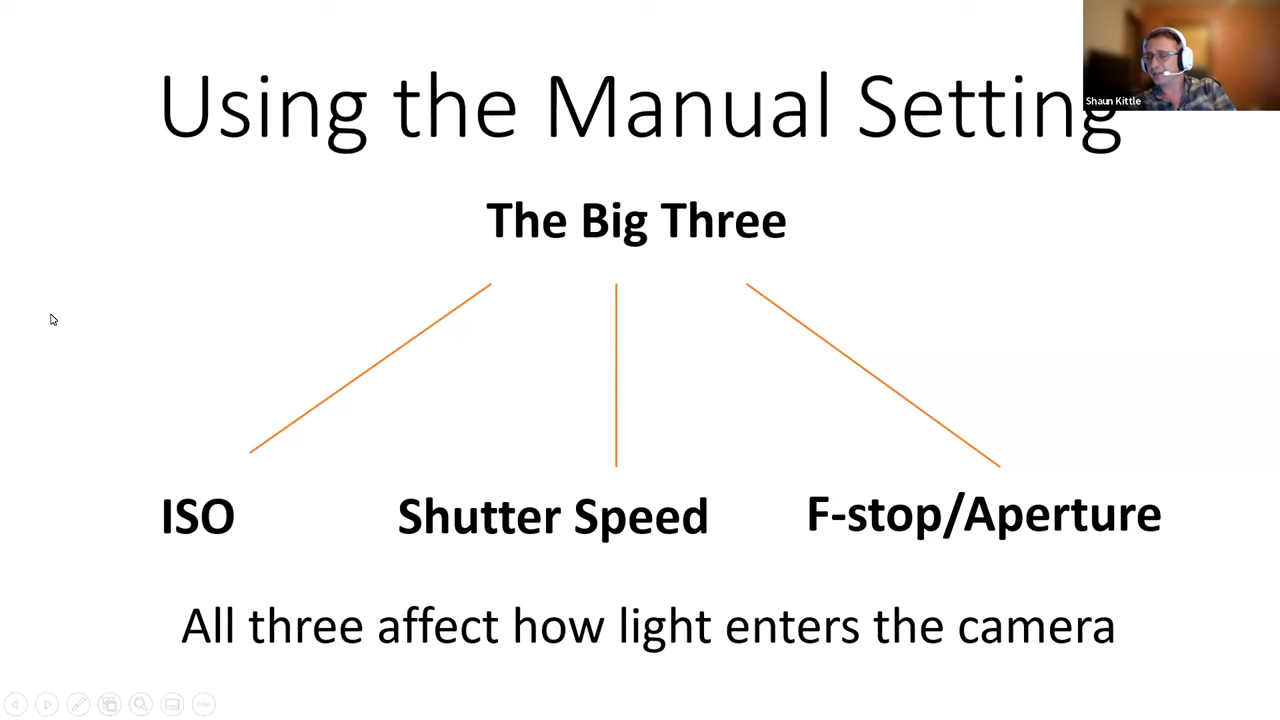 Using the Manual Setting
Shaun Kittle
The Big Three
ISO
Shutter Speed
F-stop/Aperture
All three affect how light enters the camera